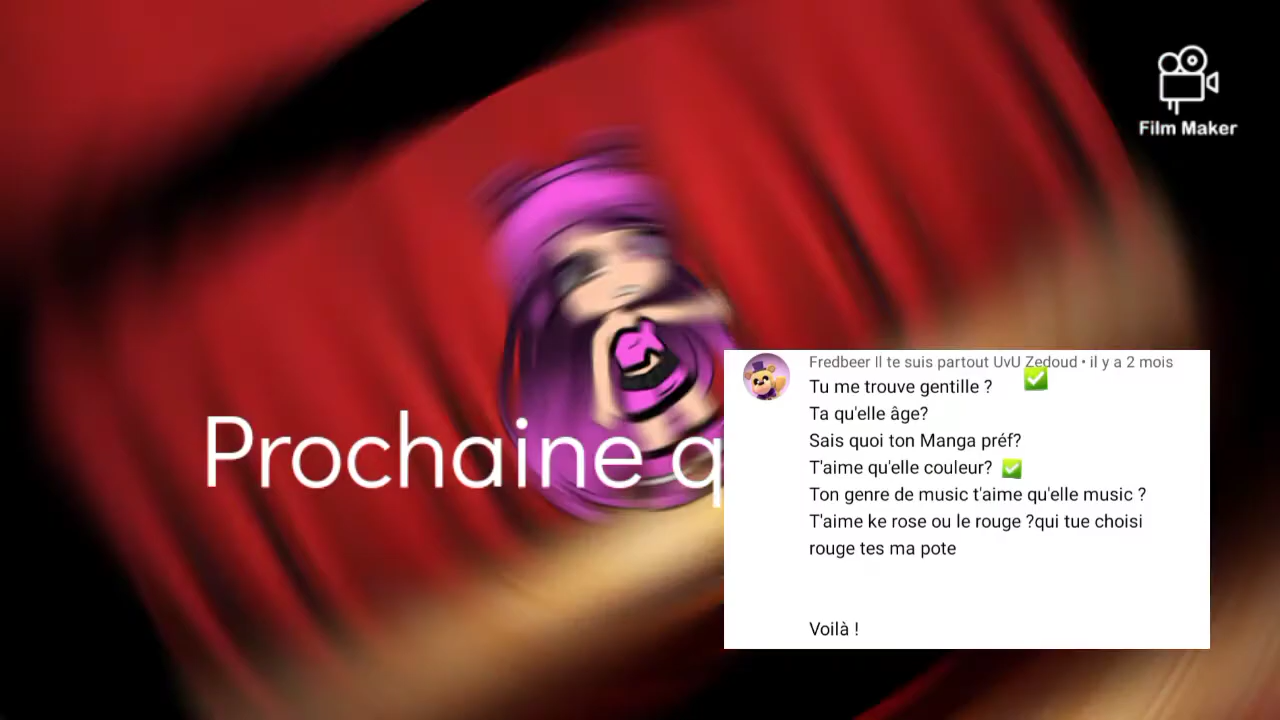 Film Maker
Fredbeer Il te suis partout UvU Zedoud • il y a 2 mois
Tu me trouve gentille ?
Ta qu'elle âge?
Sais quoi ton Manga préf?
T'aime qu'elle couleur?
Ton genre de music t'aime qu'elle music ?
T'aime ke rose ou le rouge ?qui tue choisi
rouge tes ma pote
Voilà !
Prochaine q